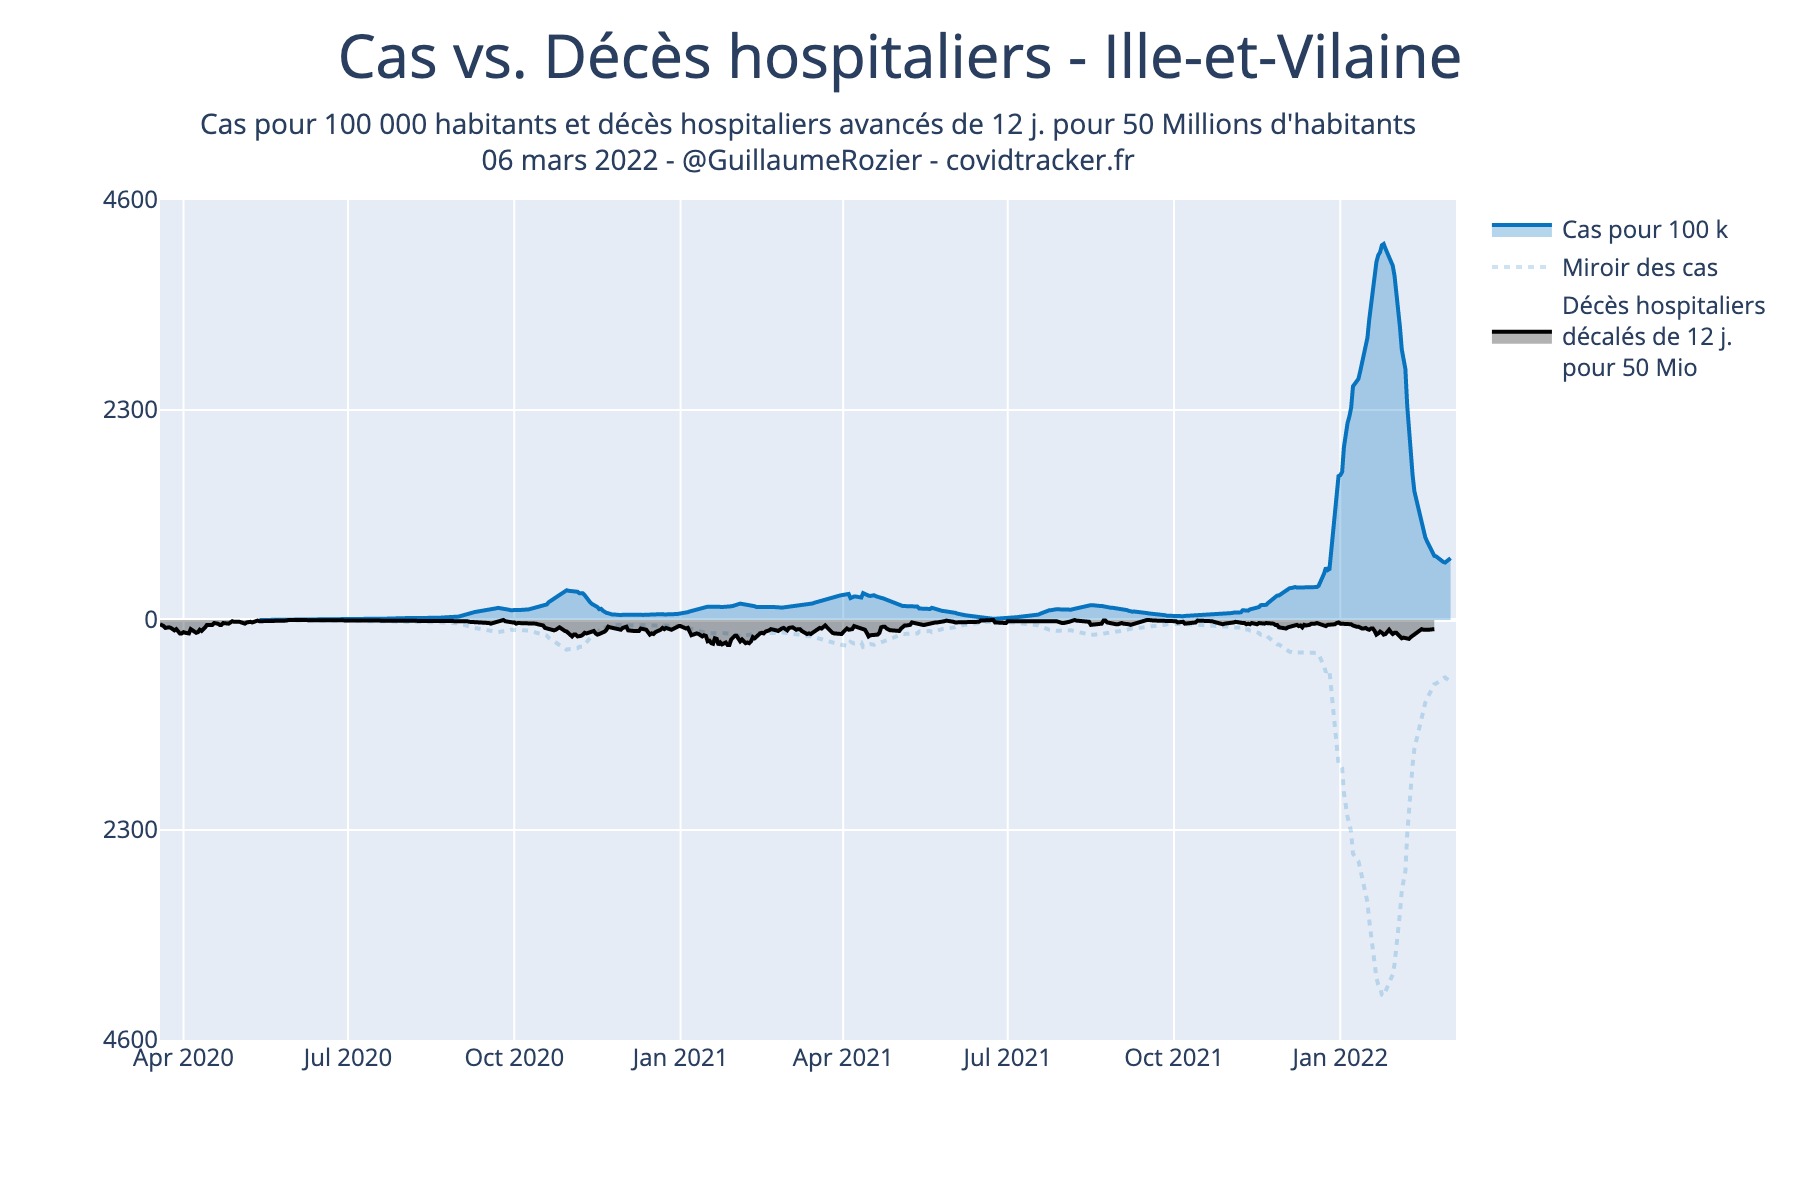 Cas vs. Décès hospitaliers - Ille-et-Vilaine
Cas pour 100 000 habitants et décès hospitaliers avancés de 12 j. pour 50 Millions d'habitants
06 mars 2022 - @GuillaumeRozier - covidtracker.fr
4600
2300
0
2300
4600
Apr 2020
Jul 2020
Oct 2020
Jan 2021
Apr 2021
Jul 2021
Oct 2021
Jan 2022
Cas pour 100 k
Miroir des cas
Décès hospitaliers
décalés de 12 j.
pour 50 Mio